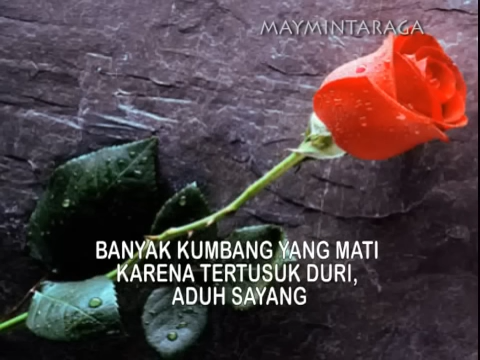 MAYMINTARAGA
BANYAK KUMBANG YANG MATI
KARENA TERTUSUK DURI,
ADUH SAYANG